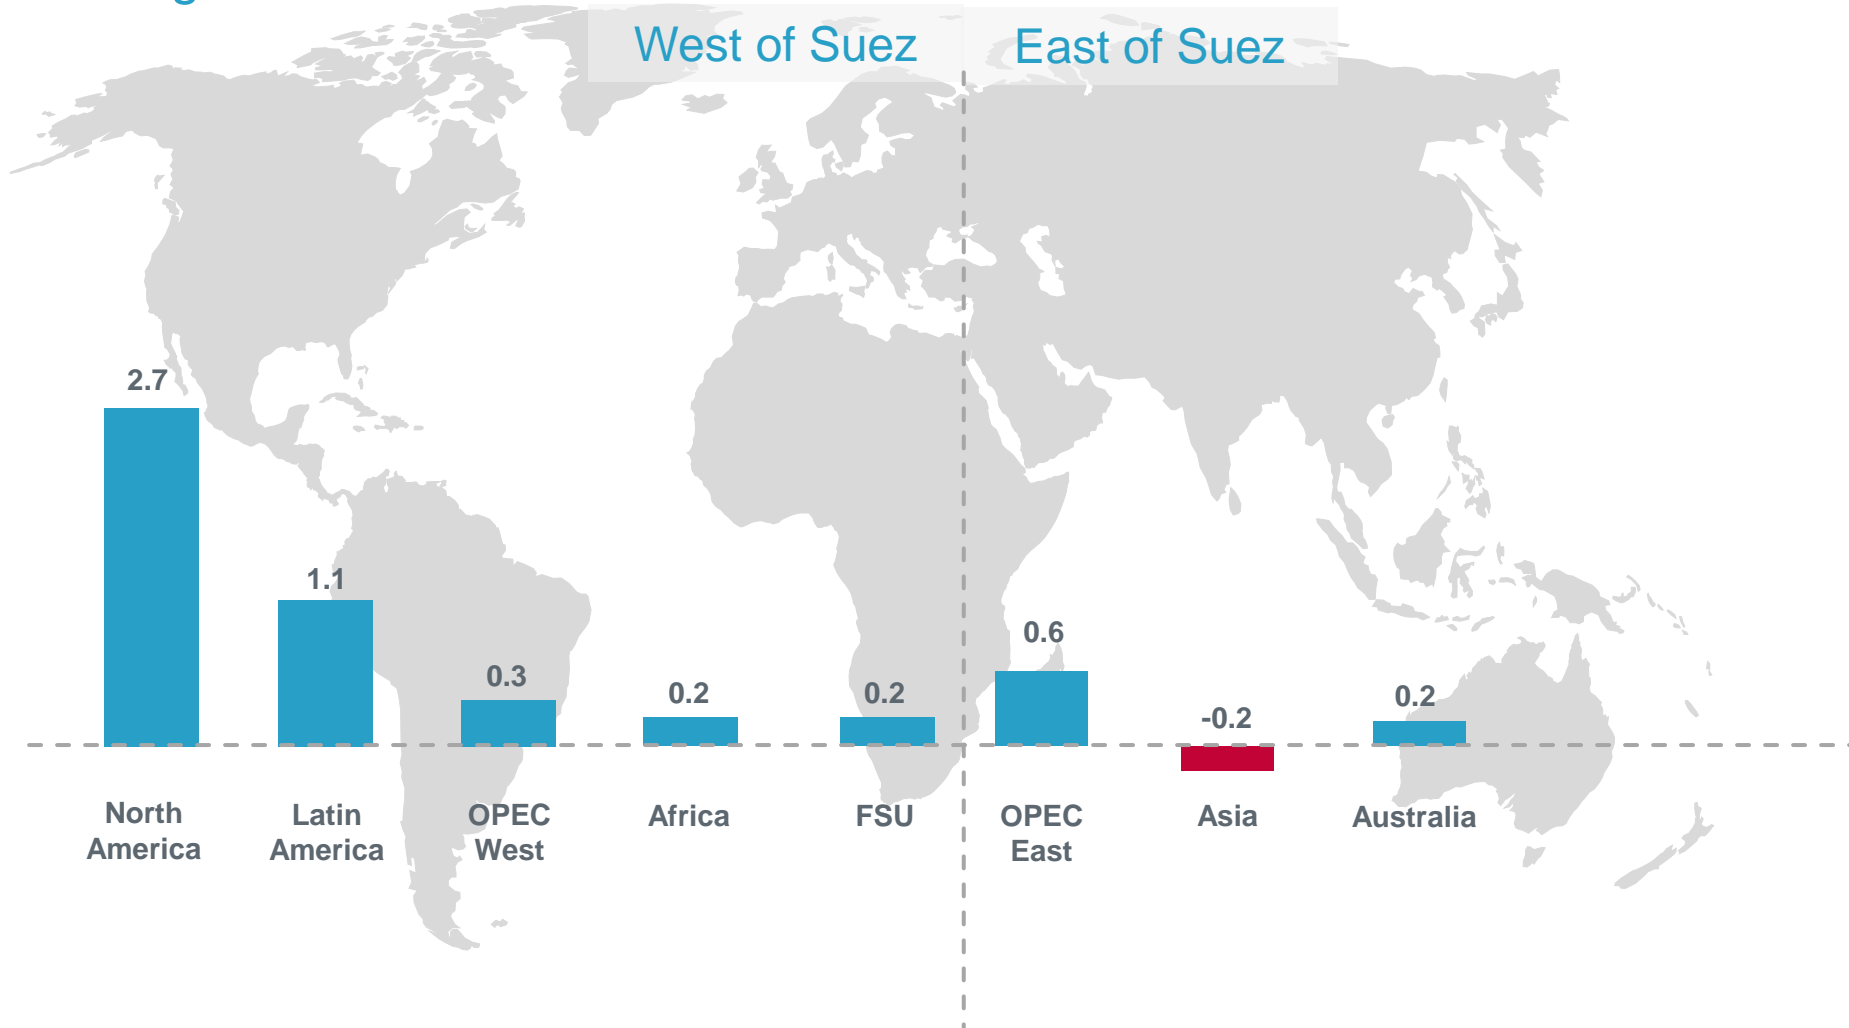 West of Suez
East of Suez
2.7
1.1
0.3
0.2
0.2
0.6
-0.2
0.2
North
America
Latin
America
OPEC
West
Africa
FSU
OPEC
East
Asia
Australia